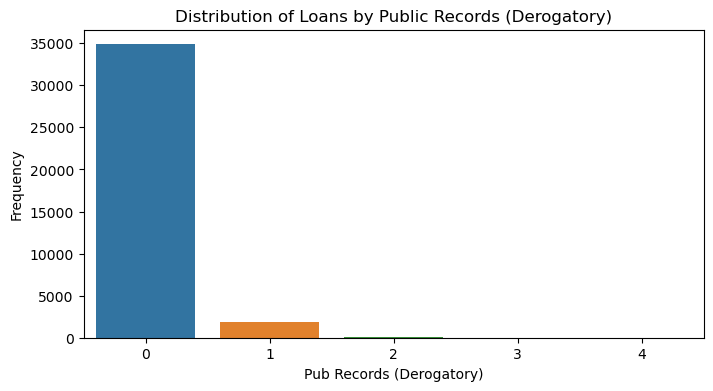 Distribution of Loans by Public Records (Derogatory)
35000
30000
25000
20000
15000
10000
5000
0
Frequency
0 1 2 3 4
Pub Records (Derogatory)